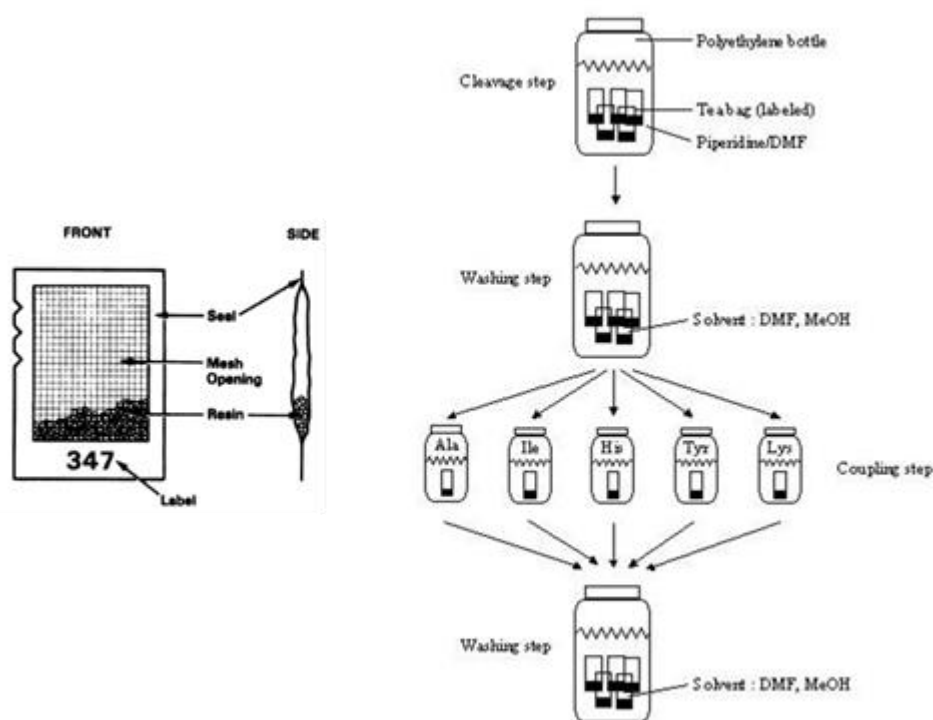 FRONT
SIDE
Seal
Mesh
Opening
Resin
347
Label
Polyethylene bottle
Cleavage step
Tea bag (labeled)
Piperidine/DMF
Washing step
Solvent : DMF, MeOH
Ala
Ile
His
Tyr
Lys
Coupling step
Washing step
Solvent : DMF, MeOH